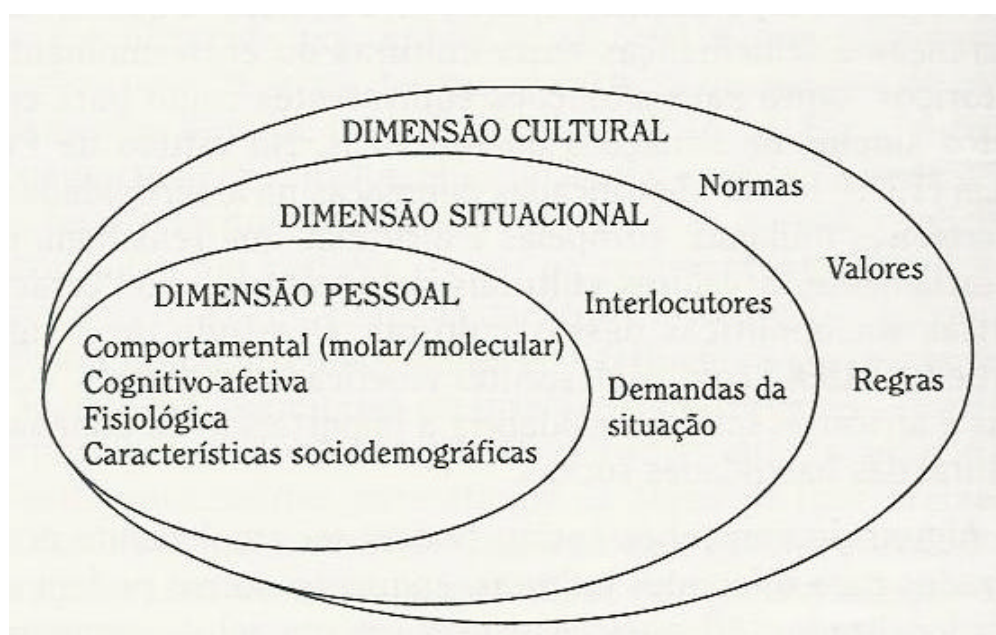 DIMENSÃO CULTURAL
Normas
Valores
Regras
DIMENSÃO SITUACIONAL
Interlocutores
Demandas da
situação
DIMENSÃO PESSOAL
Comportamental (molar/molecular)
Cognitivo-afetiva
Fisiológica
Características sociodemográficas